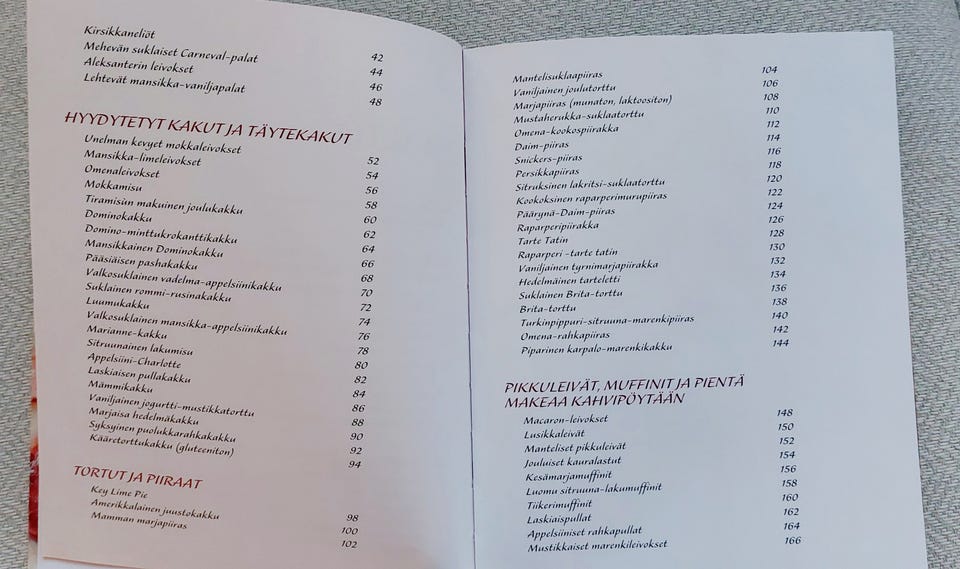 Kirsikkaneliöt 42
Mehevän suklaiset Carneval-palat 44
Aleksanterin leivokset 46
Lehtevät mansikka-vaniljapalat 48
HYYDYTETYT KAKUT JA TÄYTEKAKUT
Unelman kevyet mokkaleivokset 52
Mansikka-limeleivokset 54
Omenaleivokset 56
Mokkamisu 58
Tiramisùn makuinen joulukakku 60
Dominokakku 62
Domino-minttukrokanttikakku 64
Mansikkainen Dominokakku 66
Pääsiäisen pashakakku 68
Valkosuklainen vadelma-appelsiinikakku 70
Suklainen rommi-rusinakakku 72
Luumukakku 74
Valkosuklainen mansikka-appelsiinikakku 76
Marianne-kakku 78
Sitruunainen lakumisu 80
Appelsiini-Charlotte 82
Laskiaisen pullakakku 84
Mämmikakku 86
Vaniljainen jogurtti-mustikkatorttu 88
Marjaisa hedelmäkakku 90
Syksyinen puolukkarahkakakku 92
Kääretorttukakku (gluteeniton) 94
TORTUT JA PIIRAAT
Key Lime Pie 98
Amerikkalainen juustokakku 100
Mamman marjapiiras 102
Mantelisuklaapiiras 104
Vaniljainen joulutorttu 106
Marjapiiras (munaton, laktoositon) 108
Mustaherukka-suklaatorttu 110
Omena-kookospiirakka 112
Daim-piiras 114
Snickers-piiras 116
Persikkapiiras 118
Sitruksinen lakritsi-suklaatorttu 120
Kookoksinen raparperimurupiiras 122
Päärynä-Daim-piiras 124
Raparperipiirakka 126
Tarte Tatin 128
Raparperi -tarte tatin 130
Vaniljainen tyrnimarjapiirakka 132
Hedelmäinen tarteletti 134
Suklainen Brita-torttu 136
Brita-torttu 138
Turkinpippuri-sitruuna-marenkipiiras 140
Omena-rahkapiiras 142
Piparinen karpalo-marenkikakku 144
PIKKULEIVÄT, MUFFINIT JA PIENTÄ
MAKEAA KAHVIPÖYTÄÄN
Macaron-leivokset 148
Lusikkaleivät 150
Manteliset pikkuleivät 152
Jouluiset kauralastut 154
Kesämarjamuffinit 156
Luomu sitruuna-lakumuffinit 158
Tiikerimuffinit 160
Laskiaispullat 162
Appelsiiniset rahkapullat 164
Mustikkaiset marenkileivokset 166